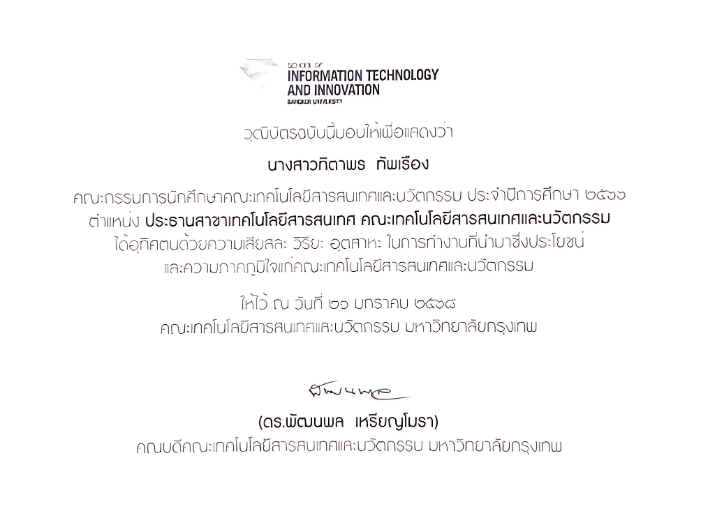 SCHOOL OF
INFORMATION TECHNOLOGY
AND INNOVATION
BANGKOK UNIVERSITY
วุฒิบัตรฉบับนี้มอบให้เพื่อแสดงว่า
นางสาวทิตาพร ทัพเรือง
คณะกรรมการนักศึกษาคณะเทคโนโลยีสารสนเทศและนวัตกรรม ประจำปีการศึกษา ๒๕๖๖
ตำแหน่ง ประธานสาขาเทคโนโลยีสารสนเทศ คณะเทคโนโลยีสารสนเทศและนวัตกรรม
ได้อุทิศตนด้วยความเสียสละ วิริยะ อุตสาหะ ในการทำงานที่นำมาซึ่งประโยชน์
และความภาคภูมิใจแก่คณะเทคโนโลยีสารสนเทศและนวัตกรรม
ให้ไว้ ณ วันที่ ๒๑ มกราคม ๒๕๖๘
คณะเทคโนโลยีสารสนเทศและนวัตกรรม มหาวิทยาลัยกรุงเทพ
พัฒนพล
(ดร.พัฒนพล เหรียญโมรา)
คณบดีคณะเทคโนโลยีสารสนเทศและนวัตกรรม มหาวิทยาลัยกรุงเทพ